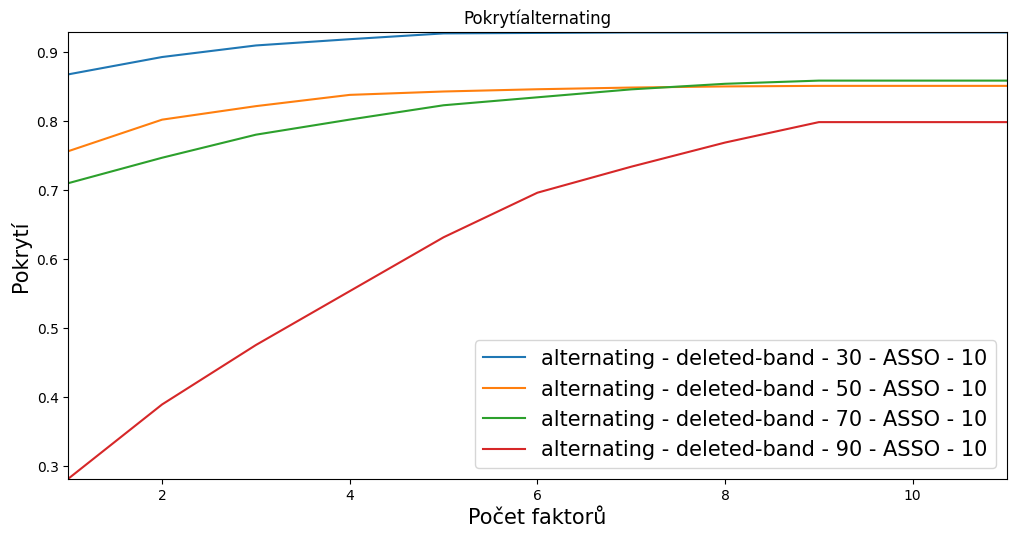 Pokrytíalternating
Pokrytí
0.9
0.8
0.7
0.6
0.5
0.4
0.3
alternating - deleted-band - 30 - ASSO - 10
alternating - deleted-band - 50 - ASSO - 10
alternating - deleted-band - 70 - ASSO - 10
alternating - deleted-band - 90 - ASSO - 10
2 4 6 8 10
Počet faktorů